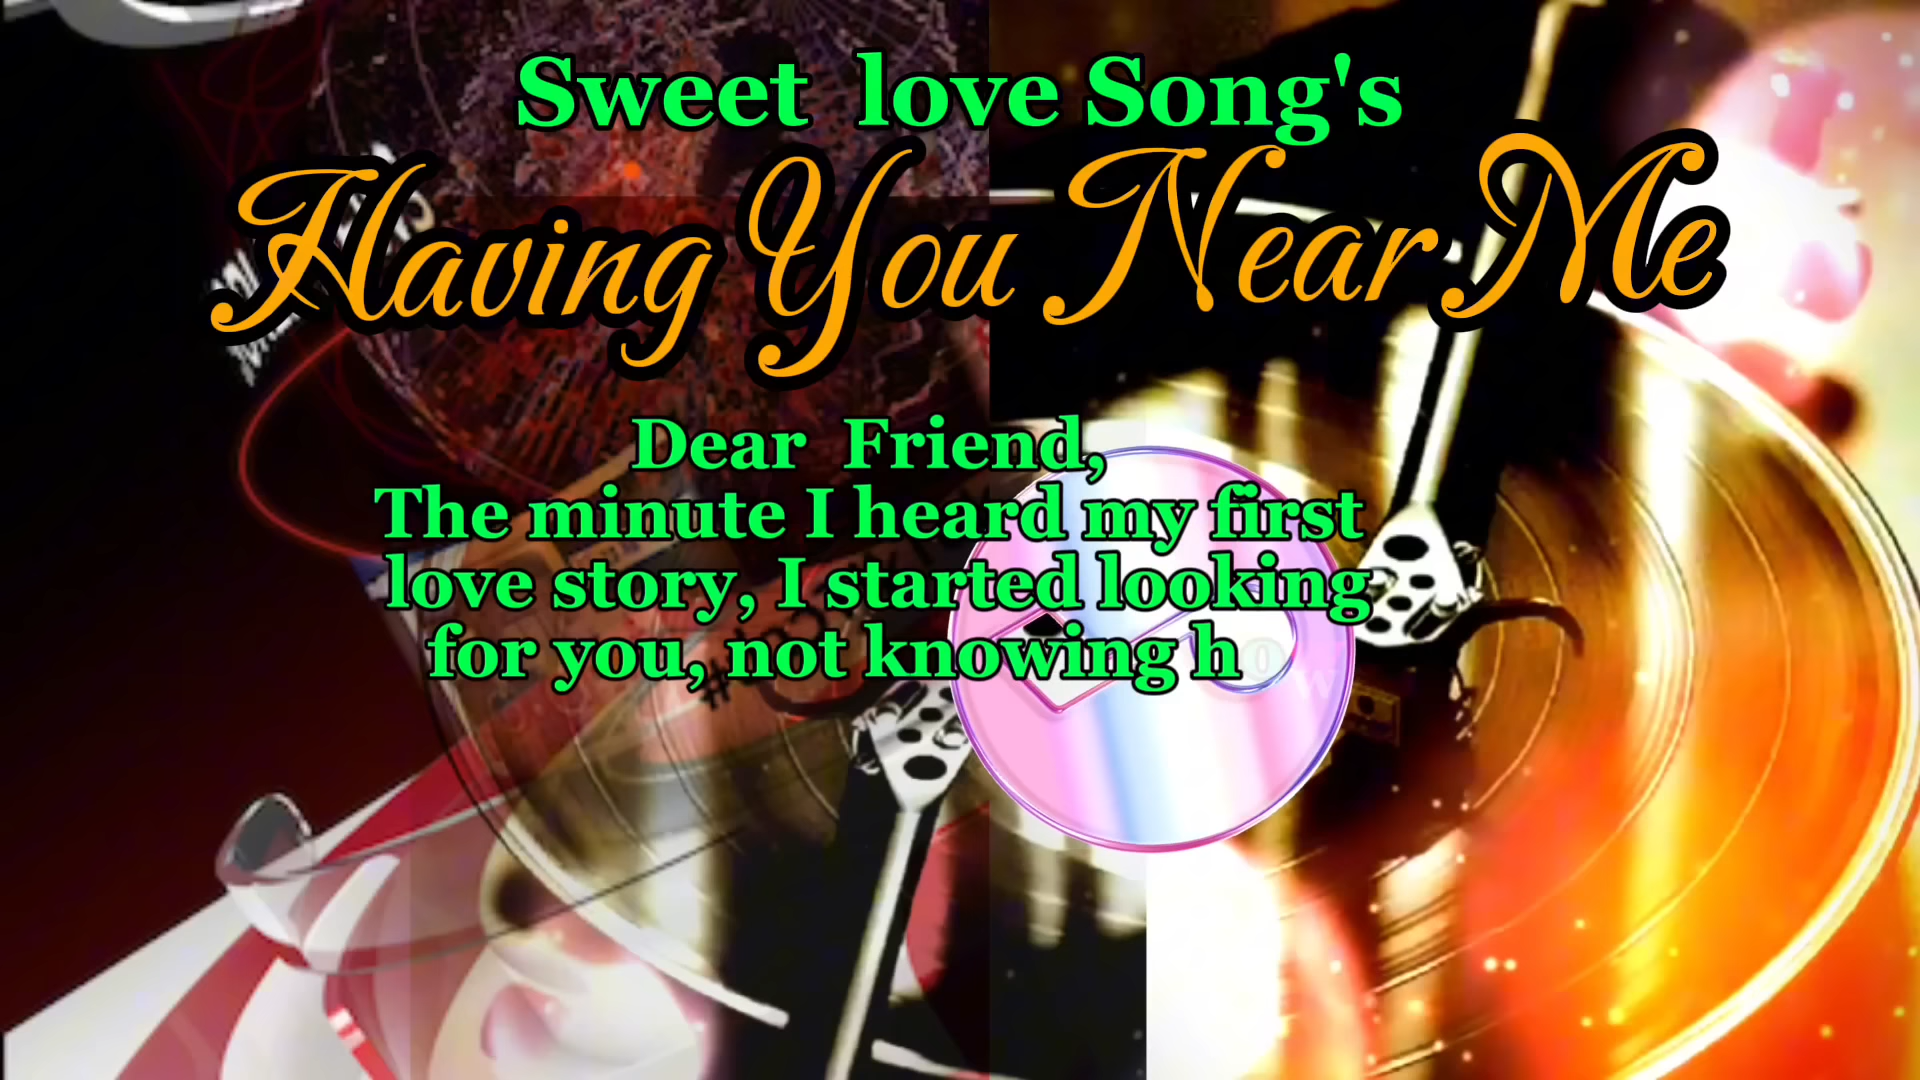 Sweet love Song's
Having You Near Me
Dear Friend,
The minute I heard my first
love story, I started looking
for you, not knowing how